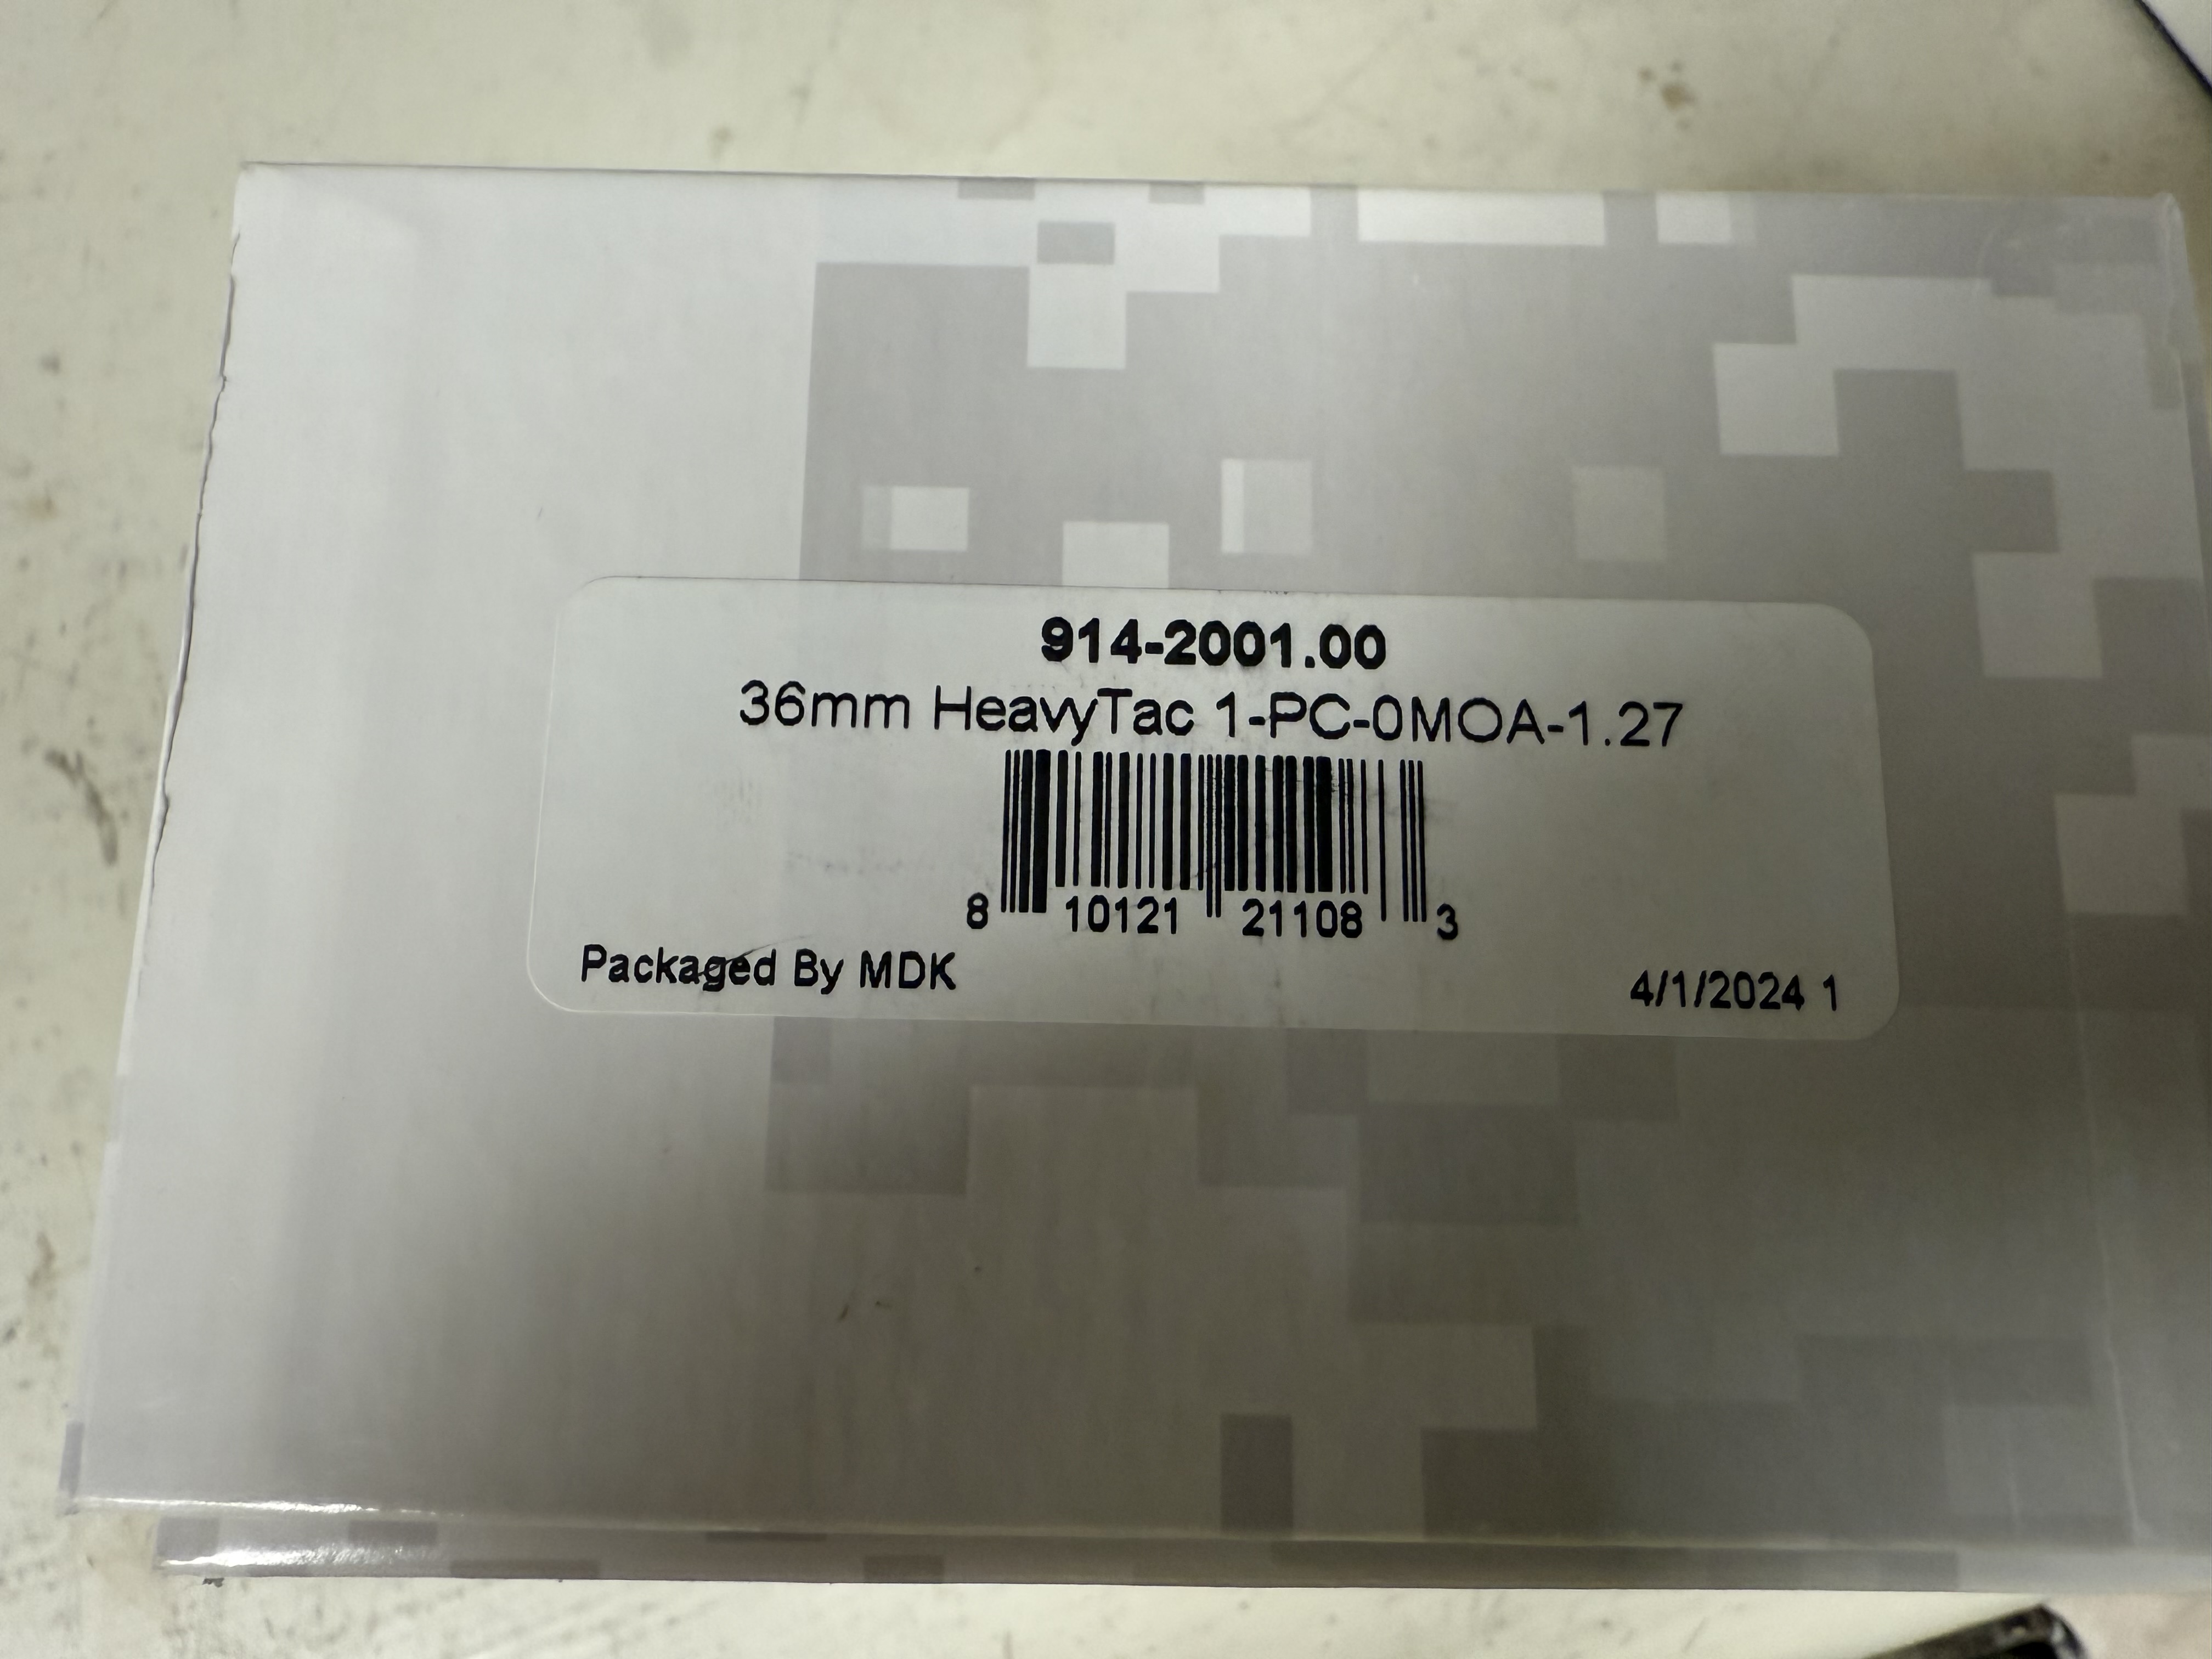 914-2001.00
36mm HeavyTac 1-PC-0MOA-1.27
8 10121 21108 3
Packaged By MDK
4/1/2024 1